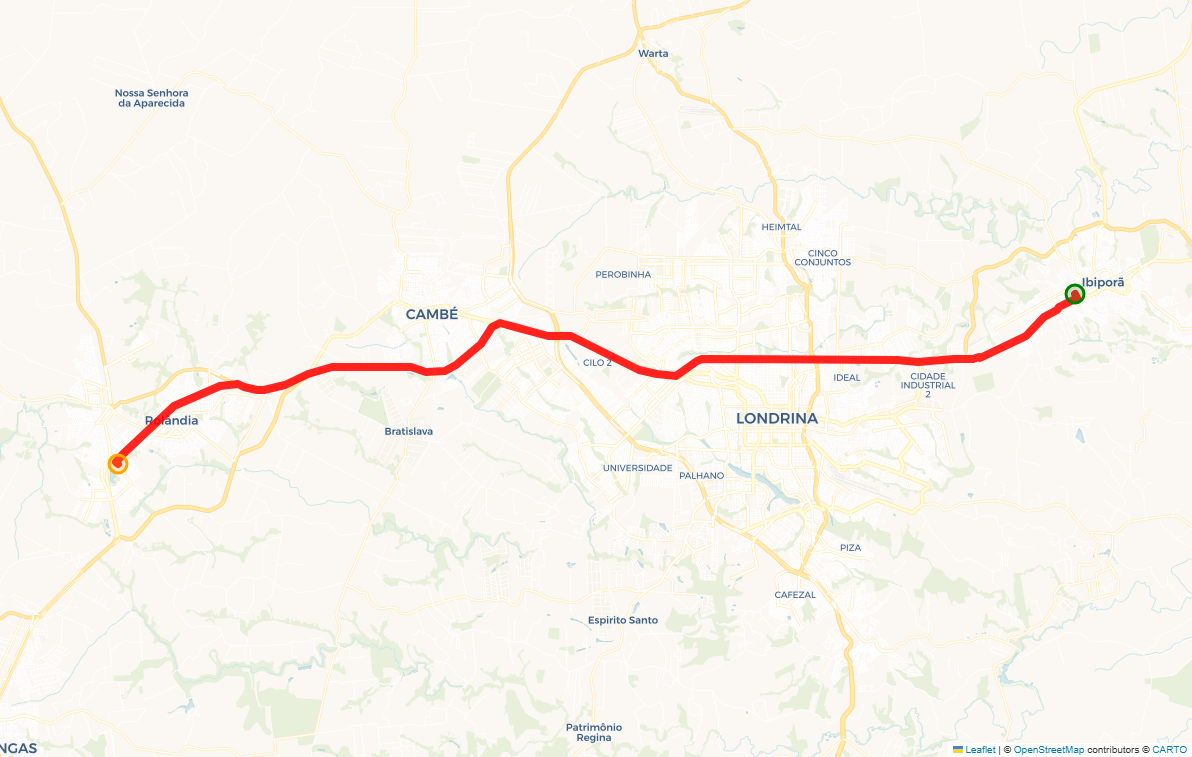 Warta
Nossa Senhora
da Aparecida
HEIMTAL
CINCO
CONJUNTOS
PEROBINHA
Ibiporã
CAMBÉ
CILO 2
IDEAL
CIDADE
INDUSTRIAL
2
Rolândia
LONDRINA
Bratislava
UNIVERSIDADE
PALHANO
PIZA
CAFEZAL
Espirito Santo
Patrimônio
Regina
NGAS
Leaflet | © OpenStreetMap contributors © CARTO